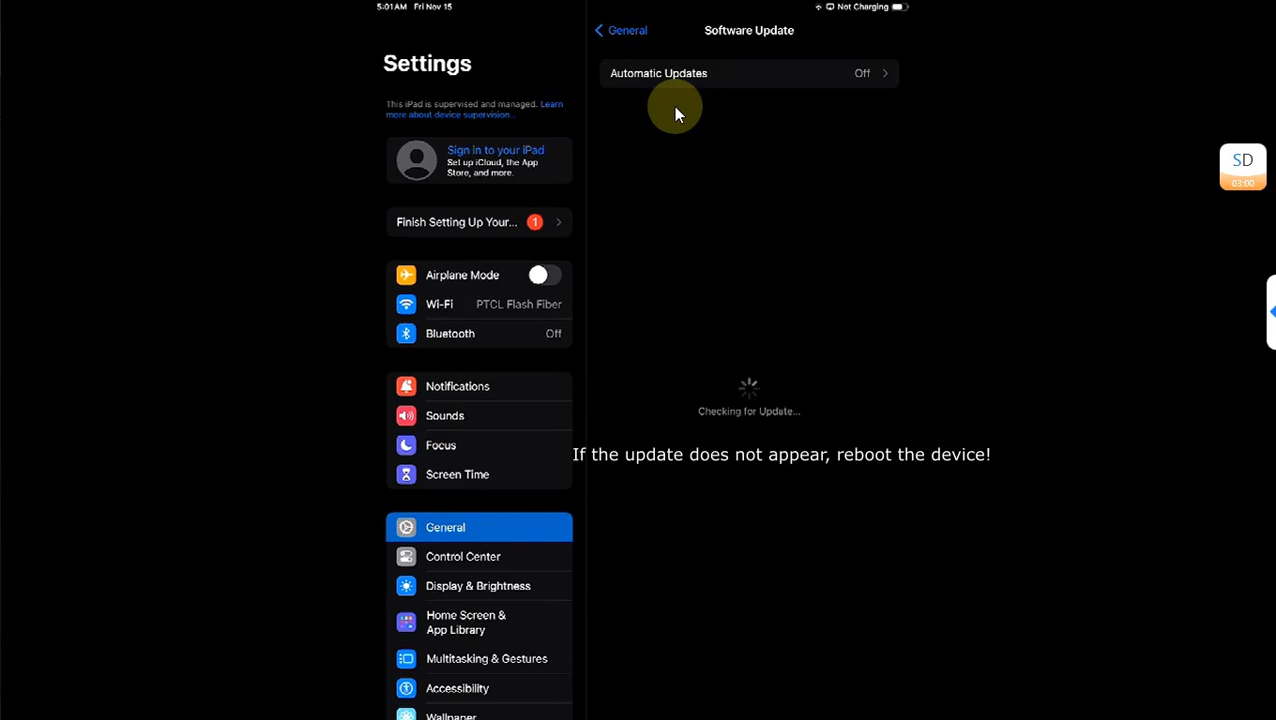 5:01AM Fri Nov 15
Not Charging
Settings
This iPad is supervised and managed. Learn
more about device supervision...
Sign in to your iPad
Set up iCloud, the App
Store, and more.
Finish Setting Up Your... 1
Airplane Mode
Wi-Fi PTCL Flash Fiber
Bluetooth Off
Notifications
Sounds
Focus
Screen Time
General
Control Center
Display & Brightness
Home Screen &
App Library
Multitasking & Gestures
Accessibility
Wallpaper
General
Software Update
Automatic Updates Off
Checking for Update...
If the update does not appear, reboot the device!
SD
03:00